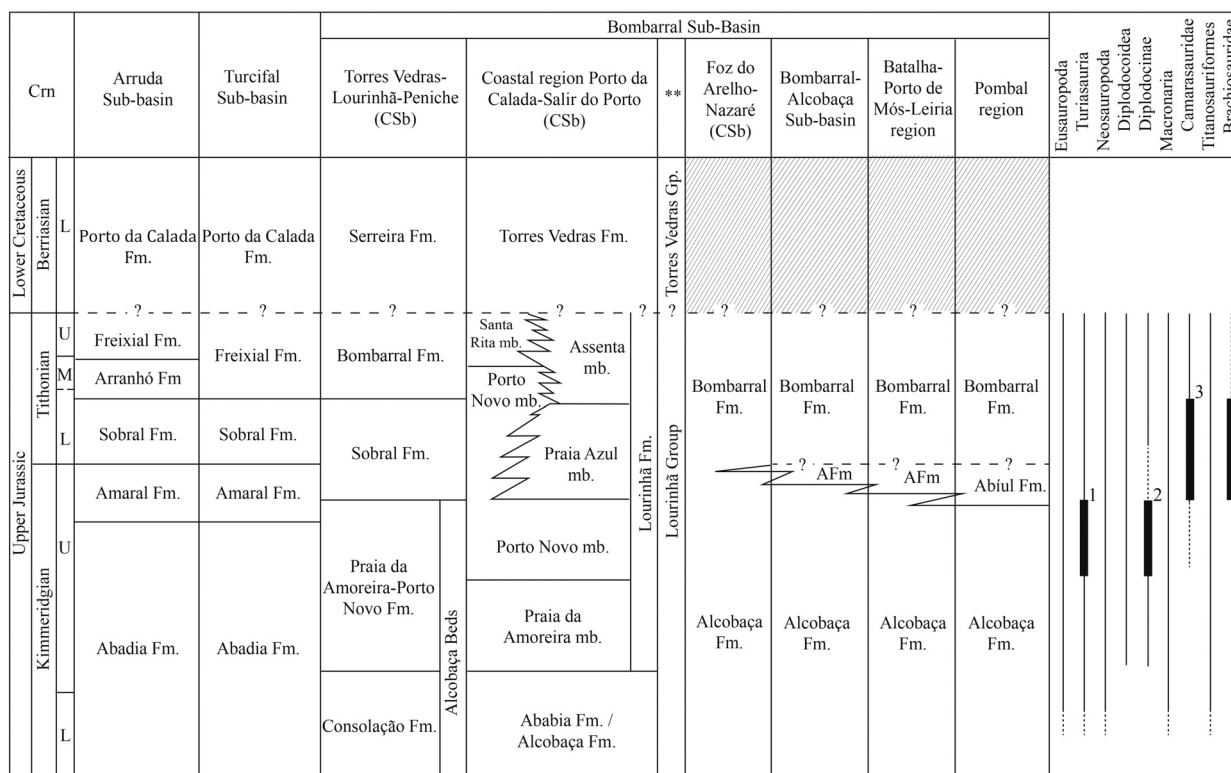 Bombarral Sub-Basin
Crn
Arruda
Sub-basin
Turcifal
Sub-basin
Torres Vedras-
Lourinhã-Peniche
(CSb)
Coastal region Porto da
Calada-Salir do Porto
(CSb)
**
Foz do
Arelho-
Nazaré
(CSb)
Bombarral-
Alcobaça
Sub-basin
Batalha-
Porto de
Mós-Leiria
region
Pombal
region
Eusauropoda
Turiasauria
Neosauropoda
Diplodocoidea
Diplodocinae
Macronaria
Camarasauridae
Titanosauriformes
Lower Cretaceous
Berriasian
L
Porto da Calada
Fm.
Porto da Calada
Fm.
Serreira Fm.
Torres Vedras Fm.
Torres Vedras Gp.
? ? ? ? ? ? ? ? ? ?
Upper Jurassic
Tithonian
U
M
L
Freixial Fm.
Arranhó Fm
Sobral Fm.
Freixial Fm.
Sobral Fm.
Bombarral Fm.
Sobral Fm.
Santa
Rita mb.
Porto
Novo mb.
Assenta
mb.
Praia Azul
mb.
Lourinhã Fm.
Lourinhã Group
Bombarral
Fm.
Bombarral
Fm.
Bombarral
Fm.
Bombarral
Fm.
? ? ?
AFm
AFm
Abíul Fm.
Kimmeridgian
U
L
Amaral Fm.
Amaral Fm.
Abadia Fm.
Abadia Fm.
Praia da
Amoreira-Porto
Novo Fm.
Alcobaça Beds
Consolação Fm.
Porto Novo mb.
Praia da
Amoreira mb.
Ababia Fm. /
Alcobaça Fm.
Alcobaça
Fm.
Alcobaça
Fm.
Alcobaça
Fm.
Alcobaça
Fm.
1
2
3